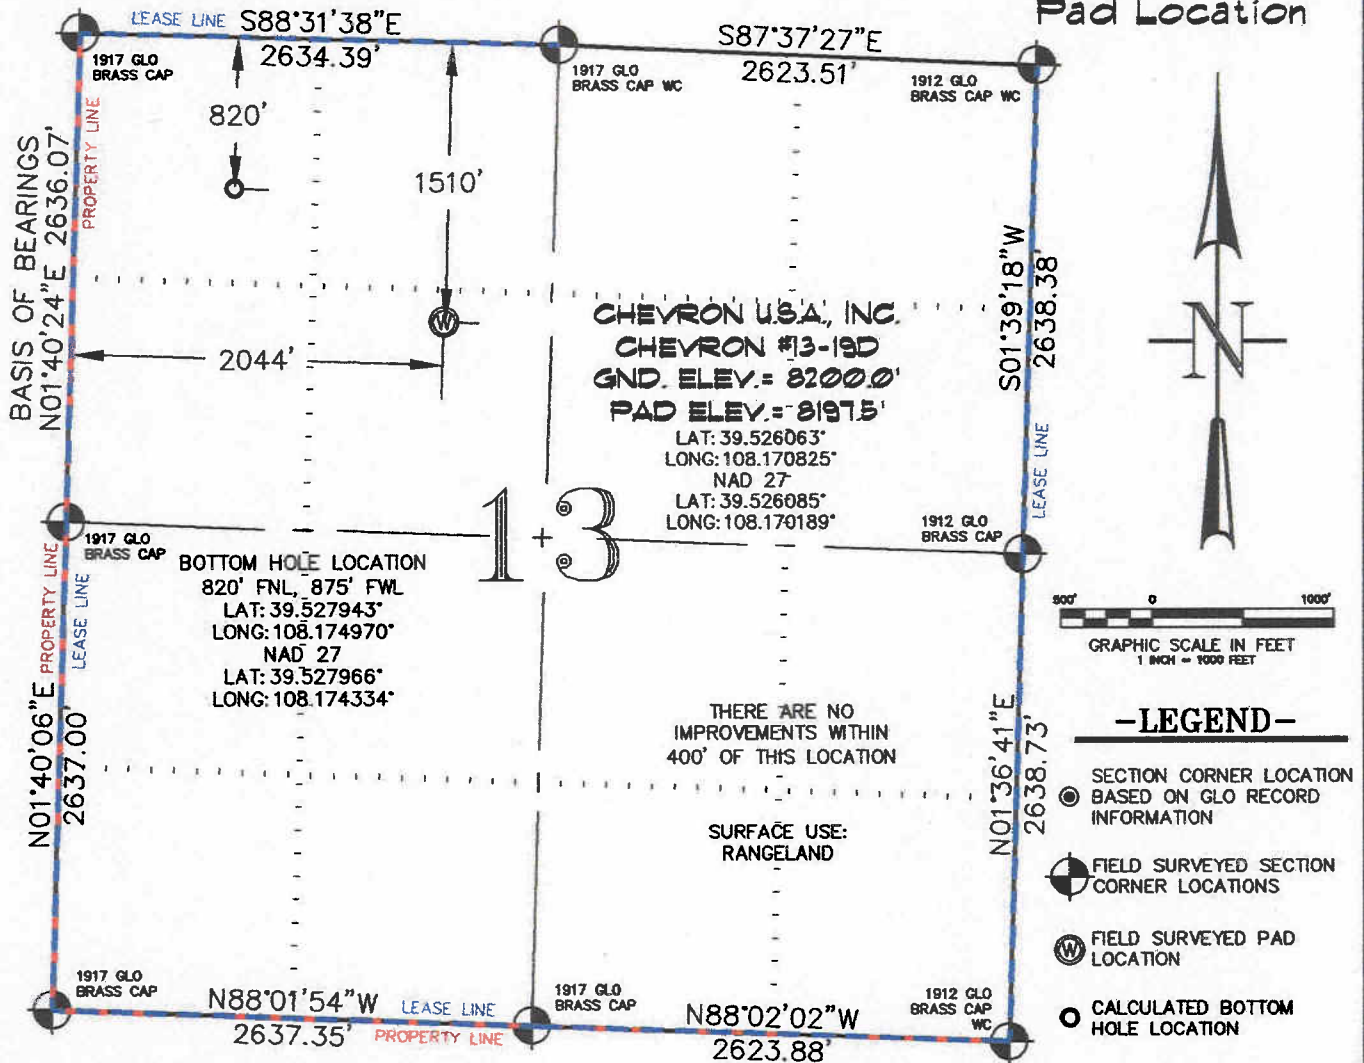 Pad Location
LEASE LINE
S88°31'38"E
2634.39'
S87°37'27"E
2623.51'
1917 GLO
BRASS CAP
1917 GLO
BRASS CAP WC
1912 GLO
BRASS CAP WC
820'
1510'
BASIS OF BEARINGS
N01°40'24"E 2636.07'
PROPERTY LINE
2044'
CHEVRON U.S.A., INC.
CHEVRON #13-19D
GND. ELEV.= 8200.0'
PAD ELEV.= 8197.5'
LAT: 39.526063°
LONG: 108.170825°
NAD 27
LAT: 39.526085°
LONG: 108.170189°
S01°39'18"W
2638.38'
LEASE LINE
N
13
1917 GLO
BRASS CAP
1912 GLO
BRASS CAP
BOTTOM HOLE LOCATION
820' FNL, 875' FWL
LAT: 39.527943°
LONG: 108.174970°
NAD 27
LAT: 39.527966°
LONG: 108.174334°
PROPERTY LINE
LEASE LINE
N01°40'06"E
2637.00'
500' 0 1000'
GRAPHIC SCALE IN FEET
1 INCH = 1000 FEET
THERE ARE NO
IMPROVEMENTS WITHIN
400' OF THIS LOCATION
SURFACE USE:
RANGELAND
N01°36'41"E
2638.73'
-LEGEND-
SECTION CORNER LOCATION
BASED ON GLO RECORD
INFORMATION
FIELD SURVEYED SECTION
CORNER LOCATIONS
W
FIELD SURVEYED PAD
LOCATION
CALCULATED BOTTOM
HOLE LOCATION
W
1917 GLO
BRASS CAP
N88°01'54"W
2637.35'
LEASE LINE
PROPERTY LINE
1917 GLO
BRASS CAP
N88°02'02"W
2623.88'
1912 GLO
BRASS CAP
WC